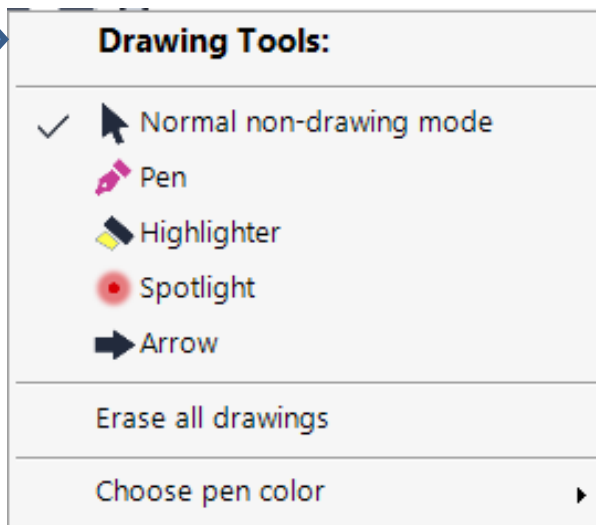 Drawing Tools:
Normal non-drawing mode
Pen
Highlighter
Spotlight
Arrow
Erase all drawings
Choose pen color